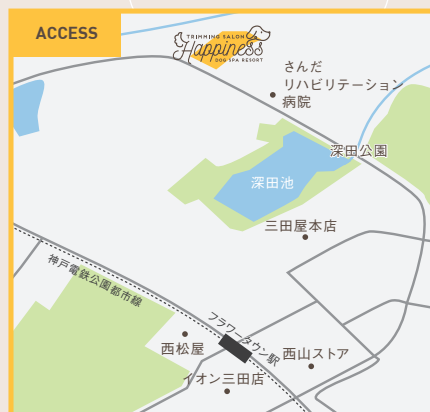 ACCESS
TRIMMING SALON
Happiness
DOG SPA RESORT
さんだ
リハビリテーション
病院
深田公園
深田池
三田屋本店
神戸電鉄公園都市線
フラワータウン駅
西松屋
西山ストア
イオン三田店